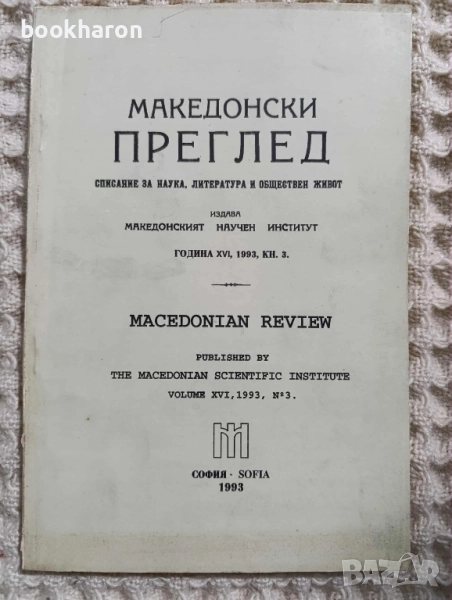 bookharon
МАКЕДОНСКИ
ПРЕГЛЕД
СПИСАНИЕ ЗА НАУКА, ЛИТЕРАТУРА И ОБЩЕСТВЕН ЖИВОТ
ИЗДАВА
МАКЕДОНСКИЯТ НАУЧЕН ИНСТИТУТ
ГОДИНА XVI, 1993, КН. 3.
MACEDONIAN REVIEW
PUBLISHED BY
THE MACEDONIAN SCIENTIFIC INSTITUTE
VOLUME XVI, 1993, Nº3.
СОФИЯ · SOFIA
1993
BAZAR